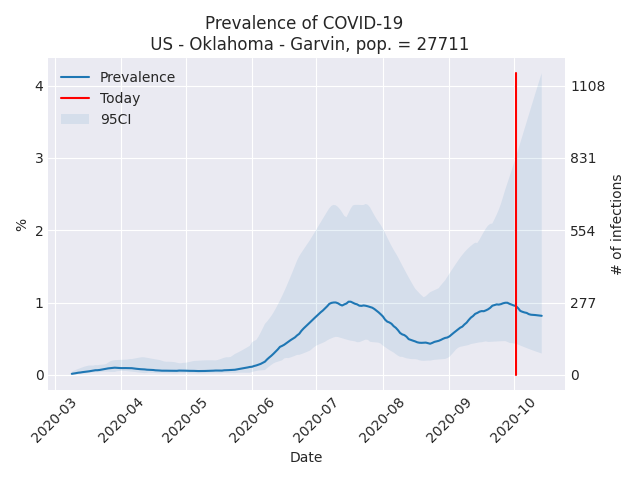 Prevalence of COVID-19
US - Oklahoma - Garvin, pop. = 27711
Prevalence
Today
95CI
4
3
2
1
0
%
1108
831
554
277
0
# of infections
2020-03
2020-04
2020-05
2020-06
2020-07
2020-08
2020-09
2020-10
Date